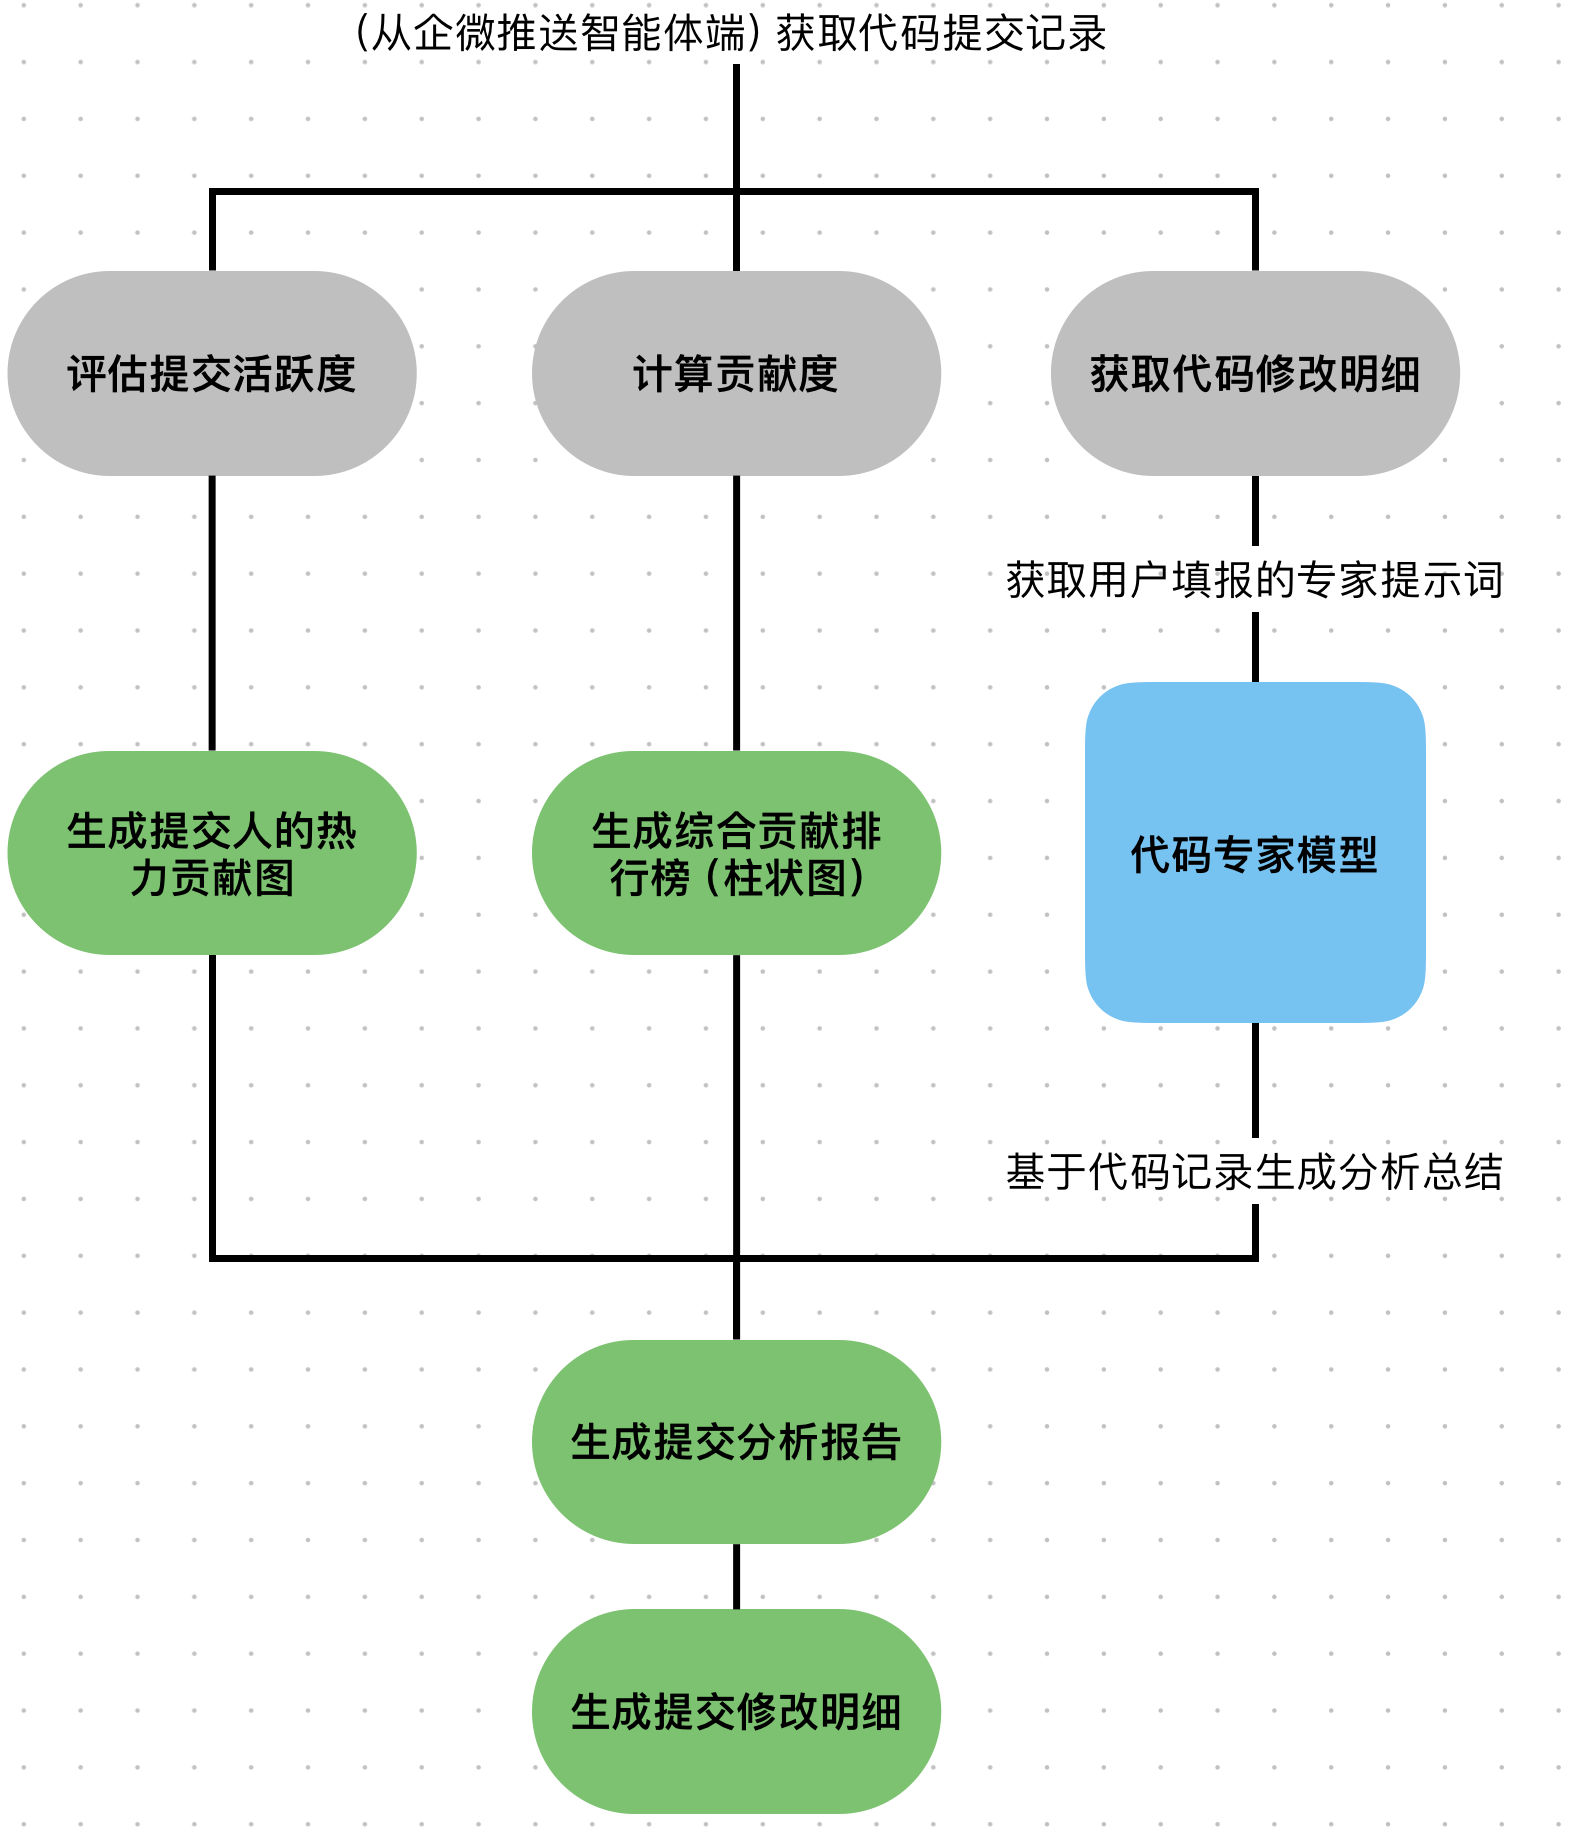 (从企微推送智能体端) 获取代码提交记录
评估提交活跃度
计算贡献度
获取代码修改明细
获取用户填报的专家提示词
生成提交人的热
力贡献图
生成综合贡献排
行榜 (柱状图)
代码专家模型
基于代码记录生成分析总结
生成提交分析报告
生成提交修改明细